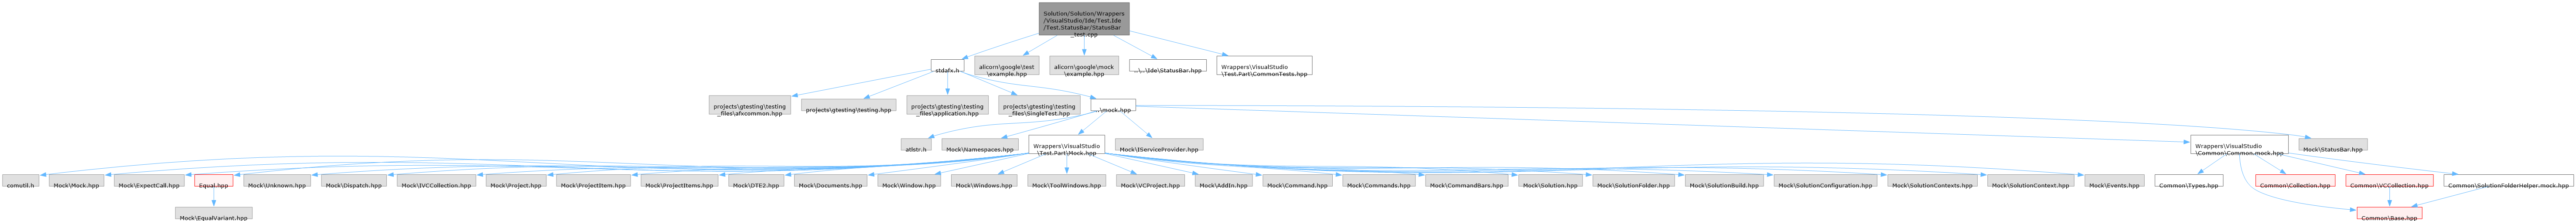 Solution/Solution/Wrappers
/VisualStudio/Ide/Test.Ide
/Test.StatusBar/StatusBar
_test.cpp
stdafx.h
alicorn\google\test
\example.hpp
alicorn\google\mock
\example.hpp
..\..\Ide\StatusBar.hpp
Wrappers\VisualStudio
\Test.Part\CommonTests.hpp
projects\gtesting\testing
_files\afxcommon.hpp
projects\gtesting\testing.hpp
projects\gtesting\testing
_files\application.hpp
projects\gtesting\testing
_files\SingleTest.hpp
..\mock.hpp
atlstr.h
Mock\Namespaces.hpp
Wrappers\VisualStudio
\Test.Part\Mock.hpp
Mock\IServiceProvider.hpp
Wrappers\VisualStudio
\Common\Common.mock.hpp
Mock\StatusBar.hpp
comutil.h
Mock\Mock.hpp
Mock\ExpectCall.hpp
Equal.hpp
Mock\Unknown.hpp
Mock\Dispatch.hpp
Mock\IVCCollection.hpp
Mock\Project.hpp
Mock\ProjectItem.hpp
Mock\ProjectItems.hpp
Mock\DTE2.hpp
Mock\Documents.hpp
Mock\Window.hpp
Mock\Windows.hpp
Mock\ToolWindows.hpp
Mock\VCProject.hpp
Mock\AddIn.hpp
Mock\Command.hpp
Mock\Commands.hpp
Mock\CommandBars.hpp
Mock\Solution.hpp
Mock\SolutionFolder.hpp
Mock\SolutionBuild.hpp
Mock\SolutionConfiguration.hpp
Mock\SolutionContexts.hpp
Mock\SolutionContext.hpp
Mock\Events.hpp
Common\Types.hpp
Common\Collection.hpp
Common\VCCollection.hpp
Common\SolutionFolderHelper.mock.hpp
Mock\EqualVariant.hpp
Common\Base.hpp